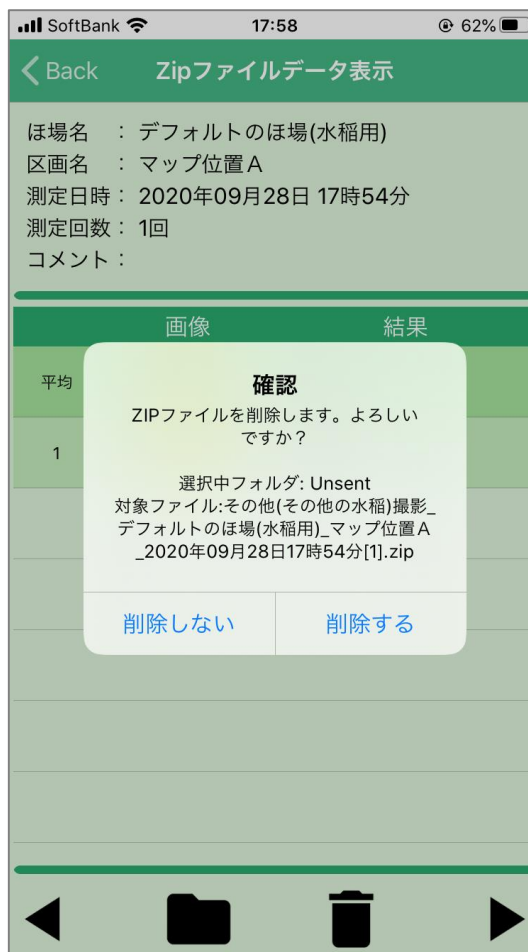 SoftBank 17:58 62%
Back Zipファイルデータ表示
ほ場名 : デフォルトのほ場(水稲用)
区画名 : マップ位置A
測定日時: 2020年09月28日 17時54分
測定回数: 1回
コメント:
画像 結果
平均
1
確認
ZIPファイルを削除します。よろしい
ですか?
選択中フォルダ: Unsent
対象ファイル:その他(その他の水稲)撮影_
デフォルトのほ場(水稲用)_マップ位置A
_2020年09月28日17時54分[1].zip
削除しない 削除する